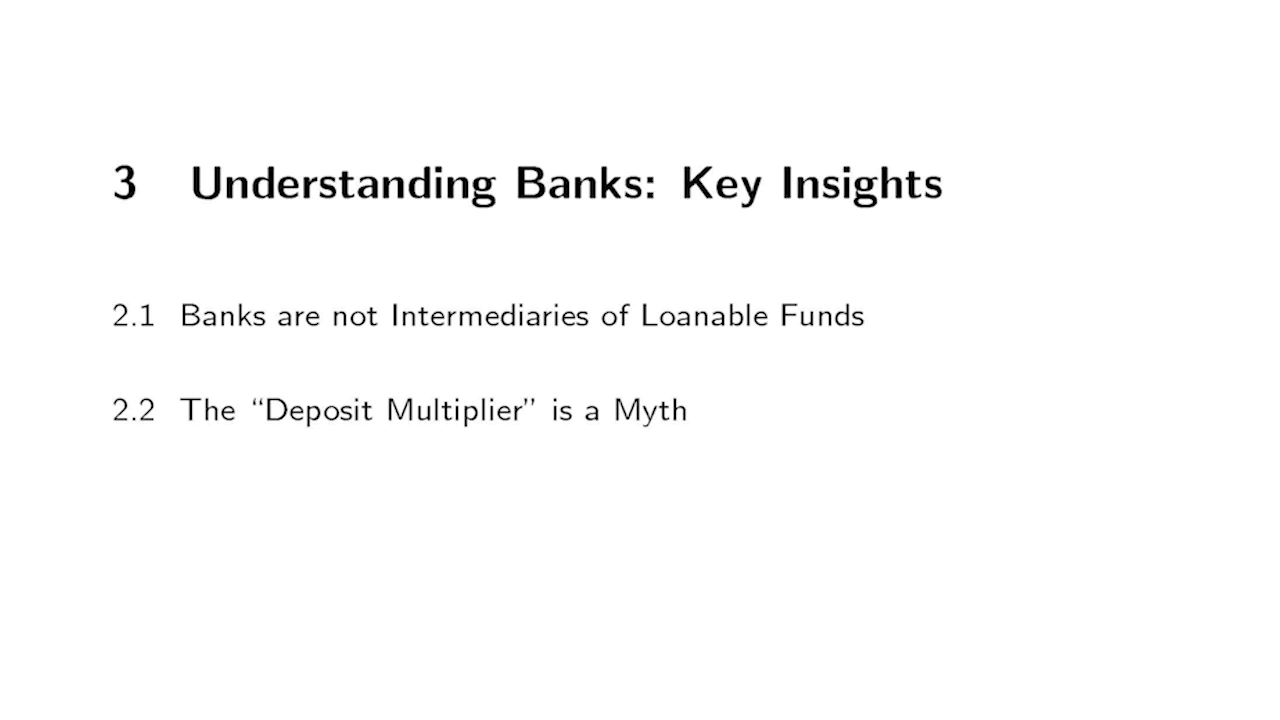 3 Understanding Banks: Key Insights
2.1 Banks are not Intermediaries of Loanable Funds
2.2 The “Deposit Multiplier” is a Myth